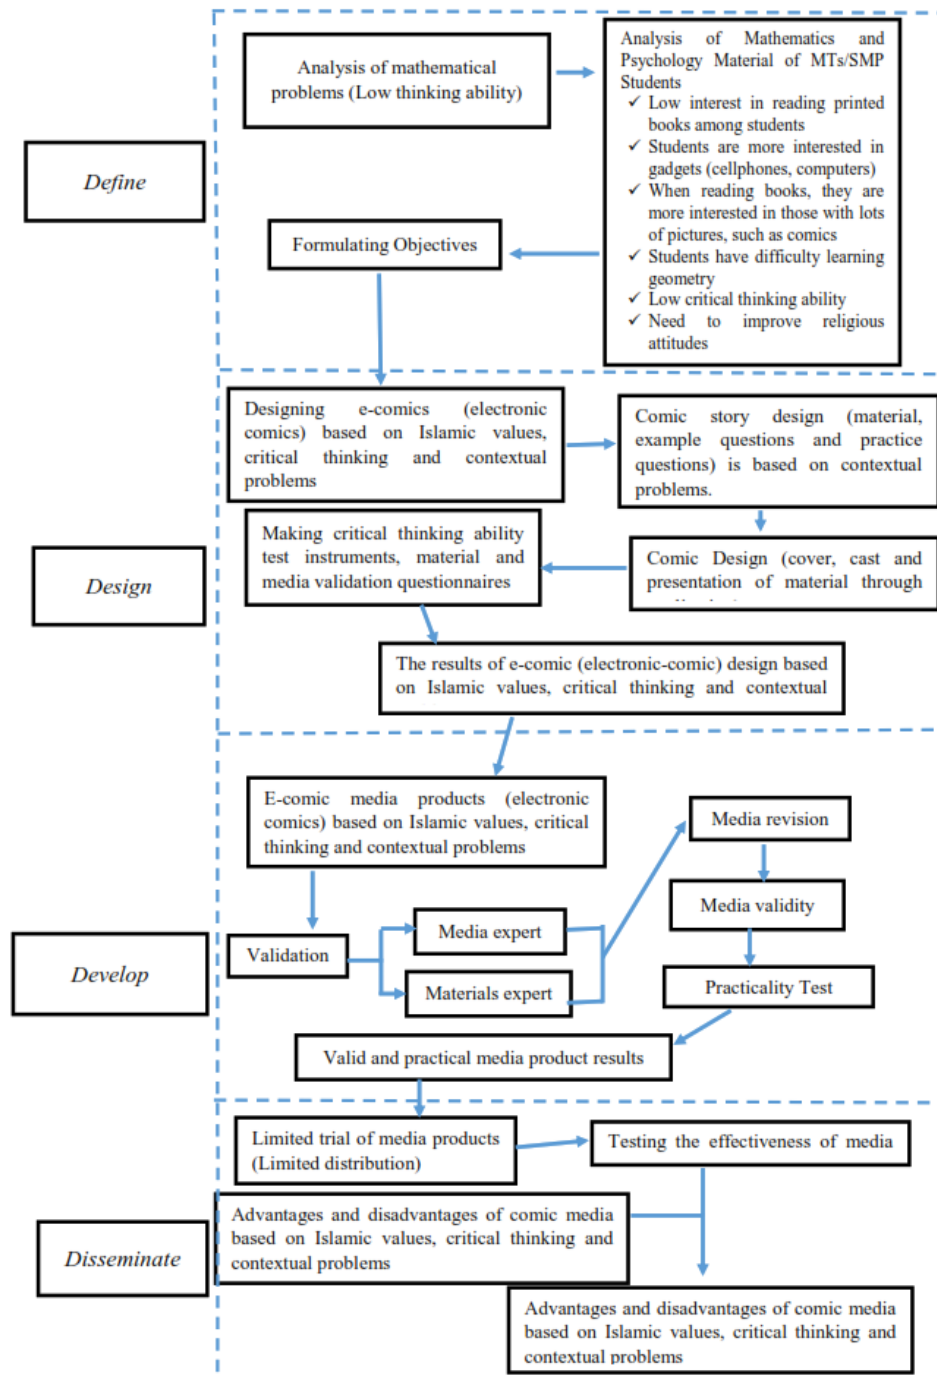 Define
Analysis of mathematical
problems (Low thinking ability)
Analysis of Mathematics and
Psychology Material of MTs/SMP
Students
✓ Low interest in reading printed
books among students
✓ Students are more interested in
gadgets (cellphones, computers)
✓ When reading books, they are
more interested in those with lots
of pictures, such as comics
✓ Students have difficulty learning
geometry
✓ Low critical thinking ability
✓ Need to improve religious
attitudes
Formulating Objectives
Design
Designing e-comics (electronic
comics) based on Islamic values,
critical thinking and contextual
problems
Comic story design (material,
example questions and practice
questions) is based on contextual
problems.
Comic Design (cover, cast and
presentation of material through
Making critical thinking ability
test instruments, material and
media validation questionnaires
The results of e-comic (electronic-comic) design based
on Islamic values, critical thinking and contextual
Develop
E-comic media products (electronic
comics) based on Islamic values, critical
thinking and contextual problems
Validation
Media expert
Materials expert
Media revision
Media validity
Practicality Test
Valid and practical media product results
Disseminate
Limited trial of media products
(Limited distribution)
Testing the effectiveness of media
Advantages and disadvantages of comic media
based on Islamic values, critical thinking and
contextual problems
Advantages and disadvantages of comic media
based on Islamic values, critical thinking and
contextual problems